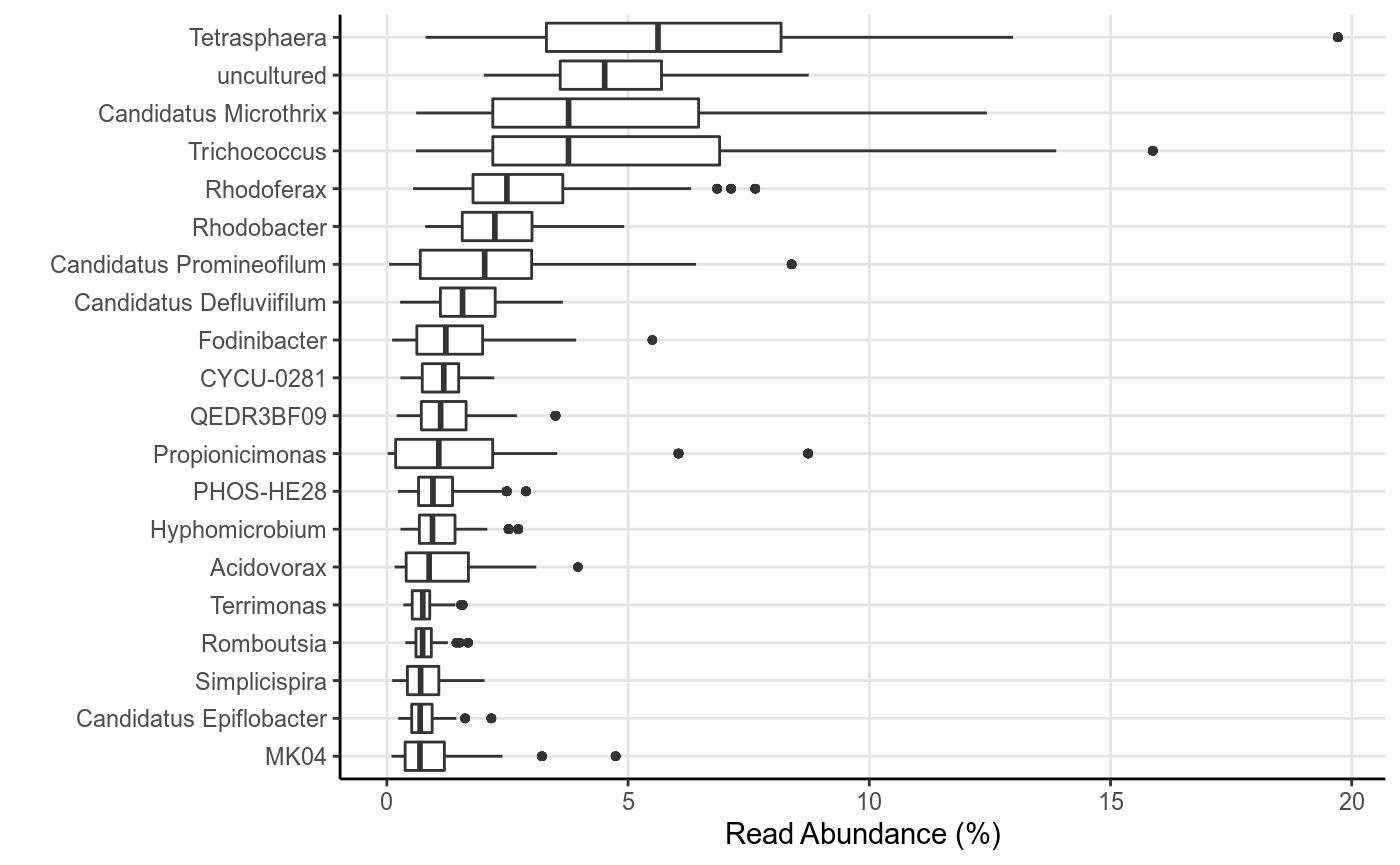 Tetrasphaera
uncultured
Candidatus Microthrix
Trichococcus
Rhodoferax
Rhodobacter
Candidatus Promineofilum
Candidatus Defluviifilum
Fodinibacter
CYCU-0281
QEDR3BF09
Propionicimonas
PHOS-HE28
Hyphomicrobium
Acidovorax
Terrimonas
Romboutsia
Simplicispira
Candidatus Epiflobacter
MK04
0 5 10 15 20
Read Abundance (%)